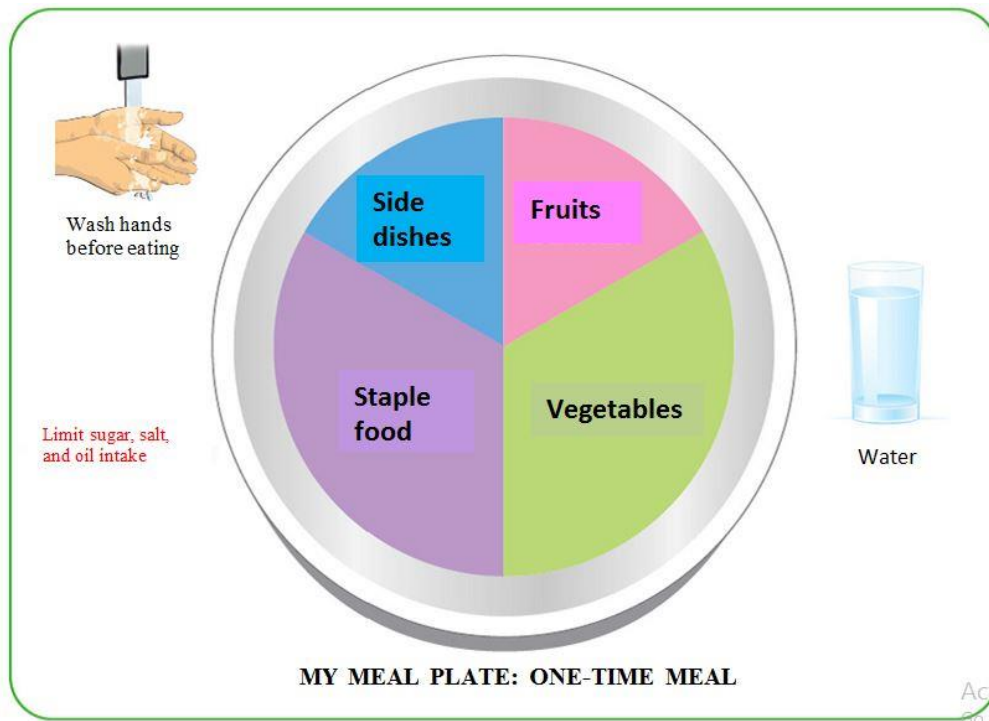 Wash hands
before eating
Side
dishes
Fruits
Staple
food
Vegetables
Limit sugar, salt,
and oil intake
Water
MY MEAL PLATE: ONE-TIME MEAL